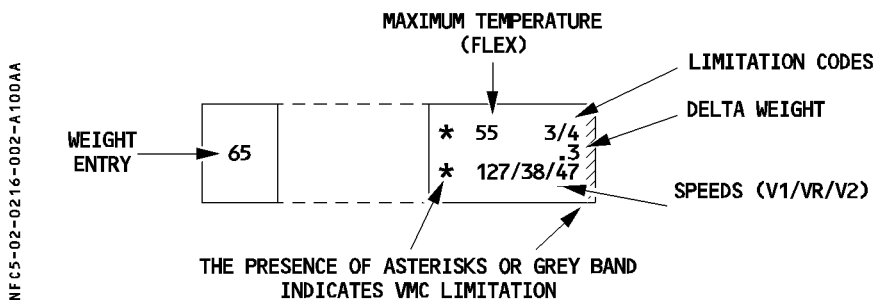 MAXIMUM TEMPERATURE
(FLEX)
LIMITATION CODES
DELTA WEIGHT
WEIGHT
ENTRY
65
* 55 3/4
.3
* 127/38/47
SPEEDS (V1/VR/V2)
THE PRESENCE OF ASTERISKS OR GREY BAND
INDICATES VMC LIMITATION
NFC5-02-0216-002-A100AA